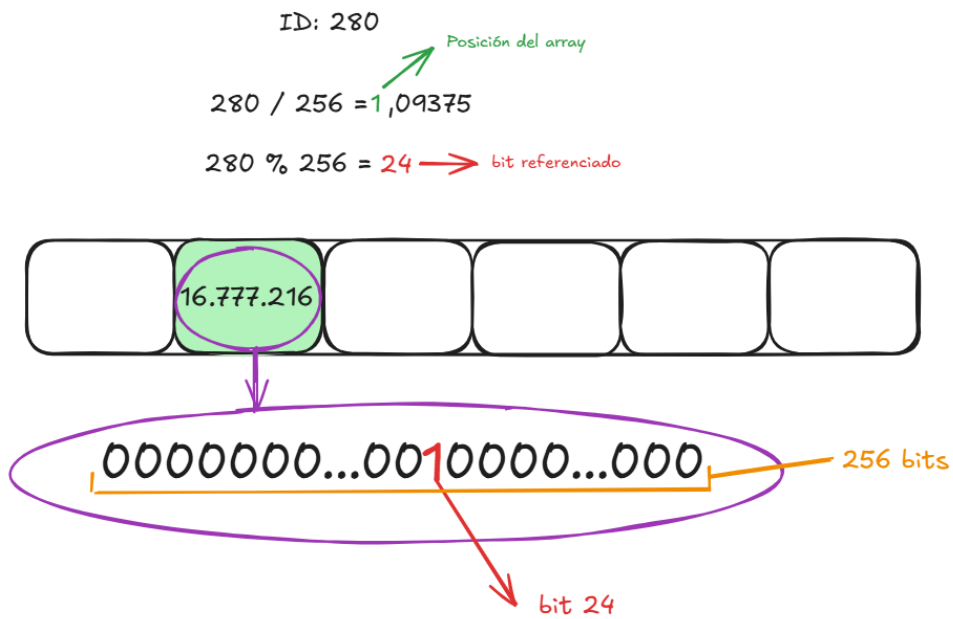 ID: 280
Posición del array
280 / 256 = 1,09375
280 % 256 = 24
bit referenciado
16.777.216
0000000...0010000...000
256 bits
bit 24